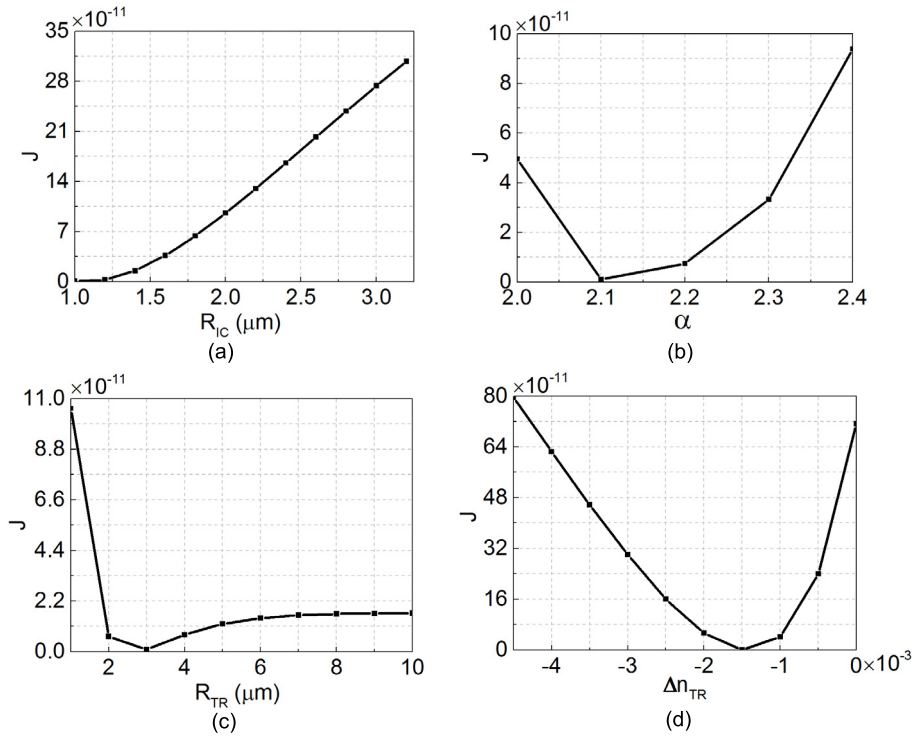 ×10⁻¹¹
35
28
21
14
7
0
J
1.0 1.5 2.0 2.5 3.0
R_IC (μm)
(a)
×10⁻¹¹
10
8
6
4
2
0
J
2.0 2.1 2.2 2.3 2.4
α
(b)
×10⁻¹¹
11.0
8.8
6.6
4.4
2.2
0.0
J
2 4 6 8 10
R_TR (μm)
(c)
×10⁻¹¹
80
64
48
32
16
0
J
-4 -3 -2 -1 0×10⁻³
Δn_TR
(d)